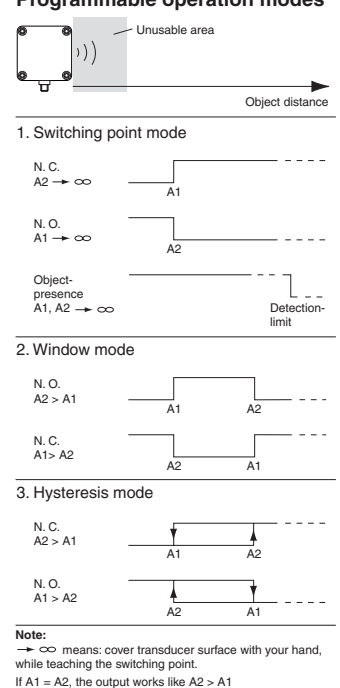 Programmable operation modes
Unusable area
Object distance
1. Switching point mode
N. C.
A2 → ∞
A1
N. O.
A1 → ∞
A2
Object-
presence
A1, A2 → ∞
Detection-
limit
2. Window mode
N. O.
A2 > A1
A1 A2
N. C.
A1> A2
A2 A1
3. Hysteresis mode
N. C.
A2 > A1
A1 A2
N. O.
A1 > A2
A2 A1
Note:
→ ∞ means: cover transducer surface with your hand,
while teaching the switching point.
If A1 = A2, the output works like A2 > A1